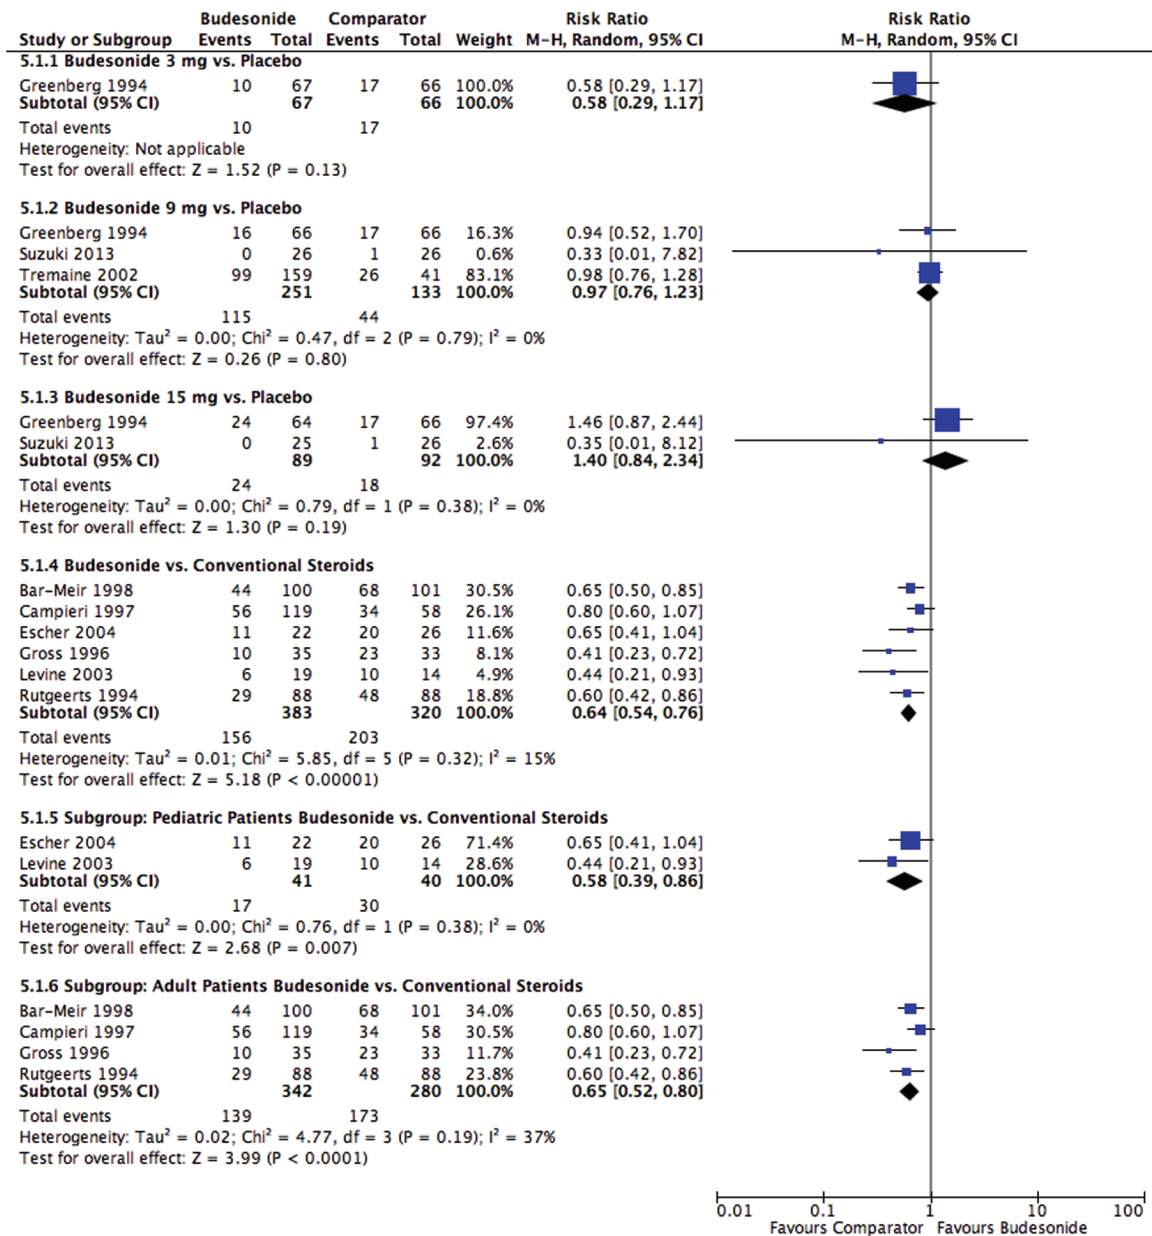 Budesonide Comparator Risk Ratio Risk Ratio
Study or Subgroup Events Total Events Total Weight M-H, Random, 95% CI M-H, Random, 95% CI
5.1.1 Budesonide 3 mg vs. Placebo
Greenberg 1994 10 67 17 66 100.0% 0.58 [0.29, 1.17]
Subtotal (95% CI) 67 66 100.0% 0.58 [0.29, 1.17]
Total events 10 17
Heterogeneity: Not applicable
Test for overall effect: Z = 1.52 (P = 0.13)
5.1.2 Budesonide 9 mg vs. Placebo
Greenberg 1994 16 66 17 66 16.3% 0.94 [0.52, 1.70]
Suzuki 2013 0 26 1 26 0.6% 0.33 [0.01, 7.82]
Tremaine 2002 99 159 26 41 83.1% 0.98 [0.76, 1.28]
Subtotal (95% CI) 251 133 100.0% 0.97 [0.76, 1.23]
Total events 115 44
Heterogeneity: Tau² = 0.00; Chi² = 0.47, df = 2 (P = 0.79); I² = 0%
Test for overall effect: Z = 0.26 (P = 0.80)
5.1.3 Budesonide 15 mg vs. Placebo
Greenberg 1994 24 64 17 66 97.4% 1.46 [0.87, 2.44]
Suzuki 2013 0 25 1 26 2.6% 0.35 [0.01, 8.12]
Subtotal (95% CI) 89 92 100.0% 1.40 [0.84, 2.34]
Total events 24 18
Heterogeneity: Tau² = 0.00; Chi² = 0.79, df = 1 (P = 0.38); I² = 0%
Test for overall effect: Z = 1.30 (P = 0.19)
5.1.4 Budesonide vs. Conventional Steroids
Bar-Meir 1998 44 100 68 101 30.5% 0.65 [0.50, 0.85]
Campieri 1997 56 119 34 58 26.1% 0.80 [0.60, 1.07]
Escher 2004 11 22 20 26 11.6% 0.65 [0.41, 1.04]
Gross 1996 10 35 23 33 8.1% 0.41 [0.23, 0.72]
Levine 2003 6 19 10 14 4.9% 0.44 [0.21, 0.93]
Rutgeerts 1994 29 88 48 88 18.8% 0.60 [0.42, 0.86]
Subtotal (95% CI) 383 320 100.0% 0.64 [0.54, 0.76]
Total events 156 203
Heterogeneity: Tau² = 0.01; Chi² = 5.85, df = 5 (P = 0.32); I² = 15%
Test for overall effect: Z = 5.18 (P < 0.00001)
5.1.5 Subgroup: Pediatric Patients Budesonide vs. Conventional Steroids
Escher 2004 11 22 20 26 71.4% 0.65 [0.41, 1.04]
Levine 2003 6 19 10 14 28.6% 0.44 [0.21, 0.93]
Subtotal (95% CI) 41 40 100.0% 0.58 [0.39, 0.86]
Total events 17 30
Heterogeneity: Tau² = 0.00; Chi² = 0.76, df = 1 (P = 0.38); I² = 0%
Test for overall effect: Z = 2.68 (P = 0.007)
5.1.6 Subgroup: Adult Patients Budesonide vs. Conventional Steroids
Bar-Meir 1998 44 100 68 101 34.0% 0.65 [0.50, 0.85]
Campieri 1997 56 119 34 58 30.5% 0.80 [0.60, 1.07]
Gross 1996 10 35 23 33 11.7% 0.41 [0.23, 0.72]
Rutgeerts 1994 29 88 48 88 23.8% 0.60 [0.42, 0.86]
Subtotal (95% CI) 342 280 100.0% 0.65 [0.52, 0.80]
Total events 139 173
Heterogeneity: Tau² = 0.02; Chi² = 4.77, df = 3 (P = 0.19); I² = 37%
Test for overall effect: Z = 3.99 (P < 0.0001)
0.01 0.1 1 10 100
Favours Comparator Favours Budesonide